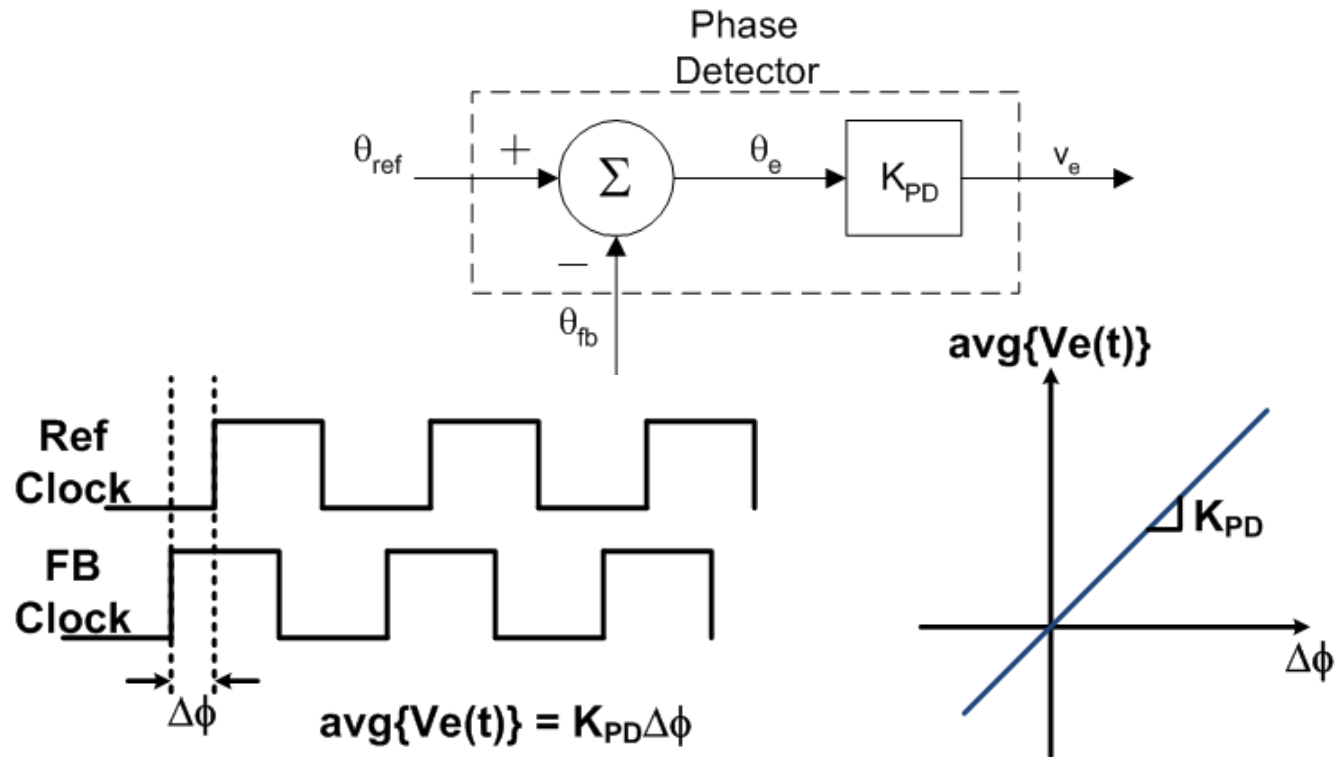 Phase
Detector
θref
+
Σ
θe
KPD
ve
−
θfb
avg{Ve(t)}
Ref
Clock
KPD
FB
Clock
Δϕ
Δϕ
avg{Ve(t)} = KPDΔϕ